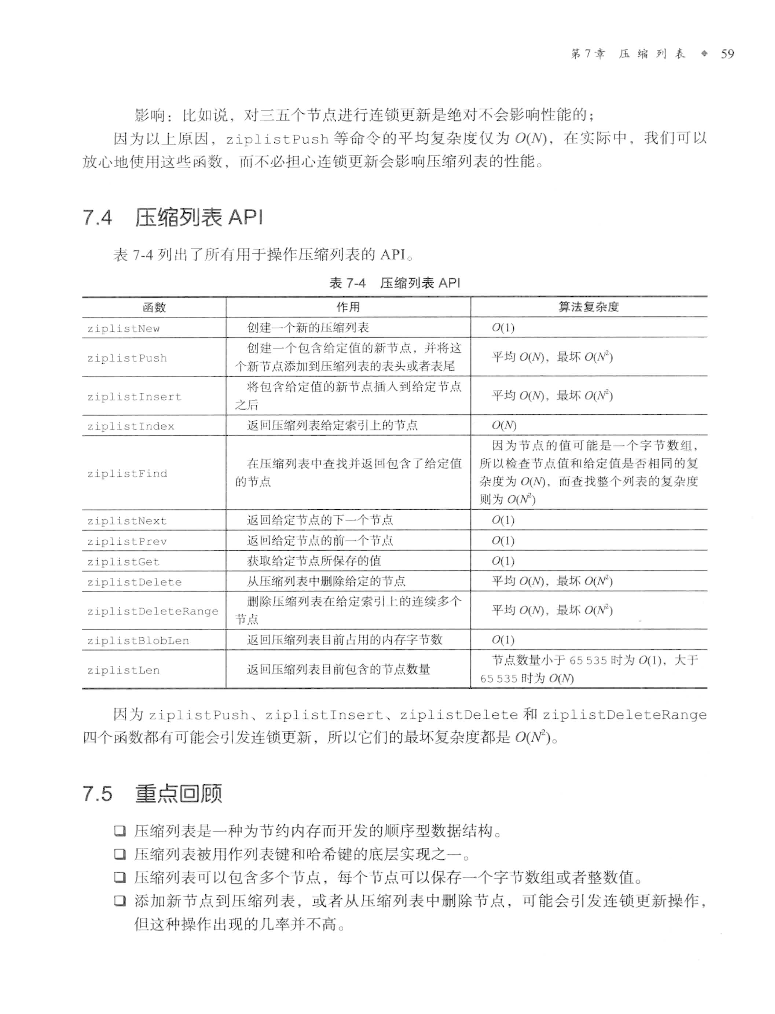 第7章 压缩列表 ◆ 59
影响：比如说，对三五个节点进行连锁更新是绝对不会影响性能的；
因为以上原因，ziplistPush 等命令的平均复杂度仅为 O(N)，在实际中，我们可以
放心地使用这些函数，而不必担心连锁更新会影响压缩列表的性能。
7.4 压缩列表 API
表 7-4 列出了所有用于操作压缩列表的 API。
表 7-4 压缩列表 API
函数 作用 算法复杂度
ziplistNew 创建一个新的压缩列表 O(1)
ziplistPush 创建一个包含给定值的新节点，并将这
个新节点添加到压缩列表的表头或者表尾 平均 O(N)，最坏 O(N²)
ziplistInsert 将包含给定值的新节点插入到给定节点
之后 平均 O(N)，最坏 O(N²)
ziplistIndex 返回压缩列表给定索引上的节点 O(N)
ziplistFind 在压缩列表中查找并返回包含了给定值
的节点
因为节点的值可能是一个字节数组，
所以检查节点值和给定值是否相同的复
杂度为 O(N)，而查找整个列表的复杂度
则为 O(N²)
ziplistNext 返回给定节点的下一个节点 O(1)
ziplistPrev 返回给定节点的前一个节点 O(1)
ziplistGet 获取给定节点所保存的值 O(1)
ziplistDelete 从压缩列表中删除给定的节点 平均 O(N)，最坏 O(N²)
ziplistDeleteRange 删除压缩列表在给定索引上的连续多个
节点 平均 O(N)，最坏 O(N²)
ziplistBlobLen 返回压缩列表目前占用的内存字节数 O(1)
ziplistLen 返回压缩列表目前包含的节点数量 节点数量小于 65 535 时为 O(1)，大于
65 535 时为 O(N)
因为 ziplistPush、ziplistInsert、ziplistDelete 和 ziplistDeleteRange
四个函数都有可能会引发连锁更新，所以它们的最坏复杂度都是 O(N²)。
7.5 重点回顾
❑ 压缩列表是一种为节约内存而开发的顺序型数据结构。
❑ 压缩列表被用作列表键和哈希键的底层实现之一。
❑ 压缩列表可以包含多个节点，每个节点可以保存一个字节数组或者整数值。
❑ 添加新节点到压缩列表，或者从压缩列表中删除节点，可能会引发连锁更新操作，
但这种操作出现的几率并不高。